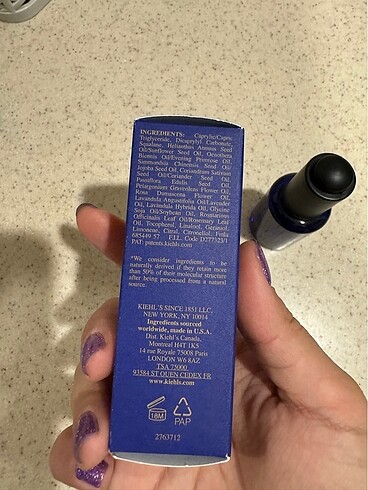 INGREDIENTS: Caprylic/Capric
Triglyceride, Dicaprylyl Carbonate,
Squalane, Helianthus Annuus Seed
Oil/Sunflower Seed Oil, Oenothera
Biennis Oil/Evening Primrose Oil,
Simmondsia Chinensis Seed Oil/
Jojoba Seed Oil, Coriandrum Sativum
Seed Oil/Coriander Seed Oil,
Passiflora Edulis Seed Oil,
Pelargonium Graveolens Flower Oil,
Rosa Damascena Flower Oil,
Lavandula Angustifolia Oil/Lavender
Oil, Lavandula Hybrida Oil, Glycine
Soja Oil/Soybean Oil, Rosmarinus
Officinalis Leaf Oil/Rosemary Leaf
Oil, Tocopherol, Linalool, Geraniol,
Limonene, Citral, Citronellol. Fusla
685449 57 F.I.L. Code D277323/1
PAT: patents.kiehls.com
*We consider ingredients to be
naturally derived if they retain more
than 50% of their molecular structure
after being processed from a natural
source.
KIEHL'S SINCE 1851 LLC.
NEW YORK, NY 10014
Ingredients sourced
worldwide, made in U.S.A.
Dist. Kiehl's Canada,
Montreal H4T 1K5
14 rue Royale 75008 Paris
LONDON W6 8AZ
TSA 75000
93584 ST OUEN CEDEX FR
www.kiehls.com
18M
PAP
2763712